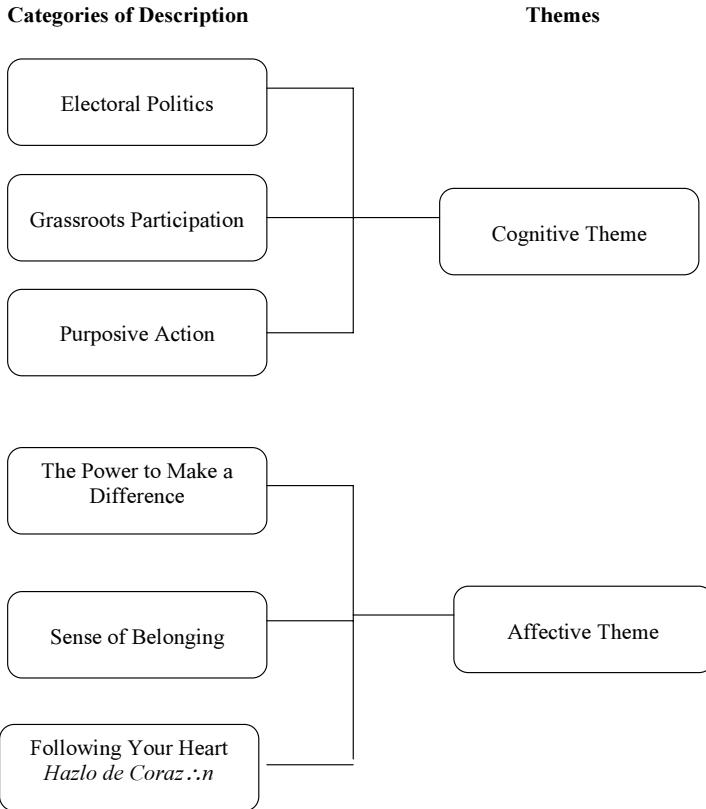 Categories of Description
Themes
Electoral Politics
Grassroots Participation
Cognitive Theme
Purposive Action
The Power to Make a
Difference
Sense of Belonging
Affective Theme
Following Your Heart
Hazlo de Coraz∴n